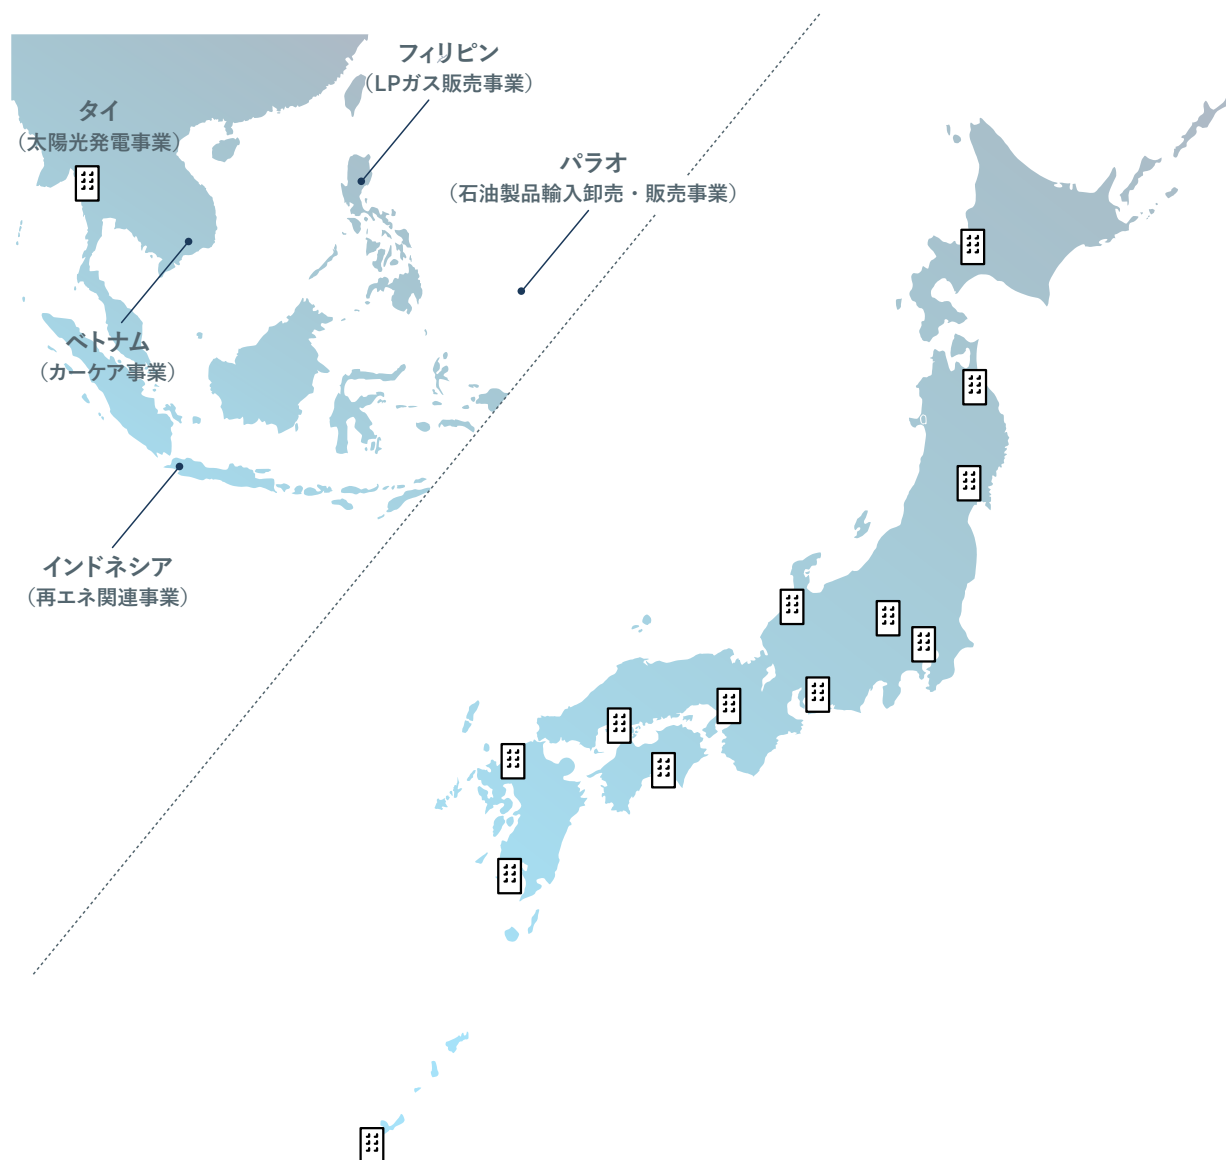 フィリピン
（LPガス販売事業）
タイ
（太陽光発電事業）
パラオ
（石油製品輸入卸売・販売事業）
ベトナム
（カーケア事業）
インドネシア
（再エネ関連事業）